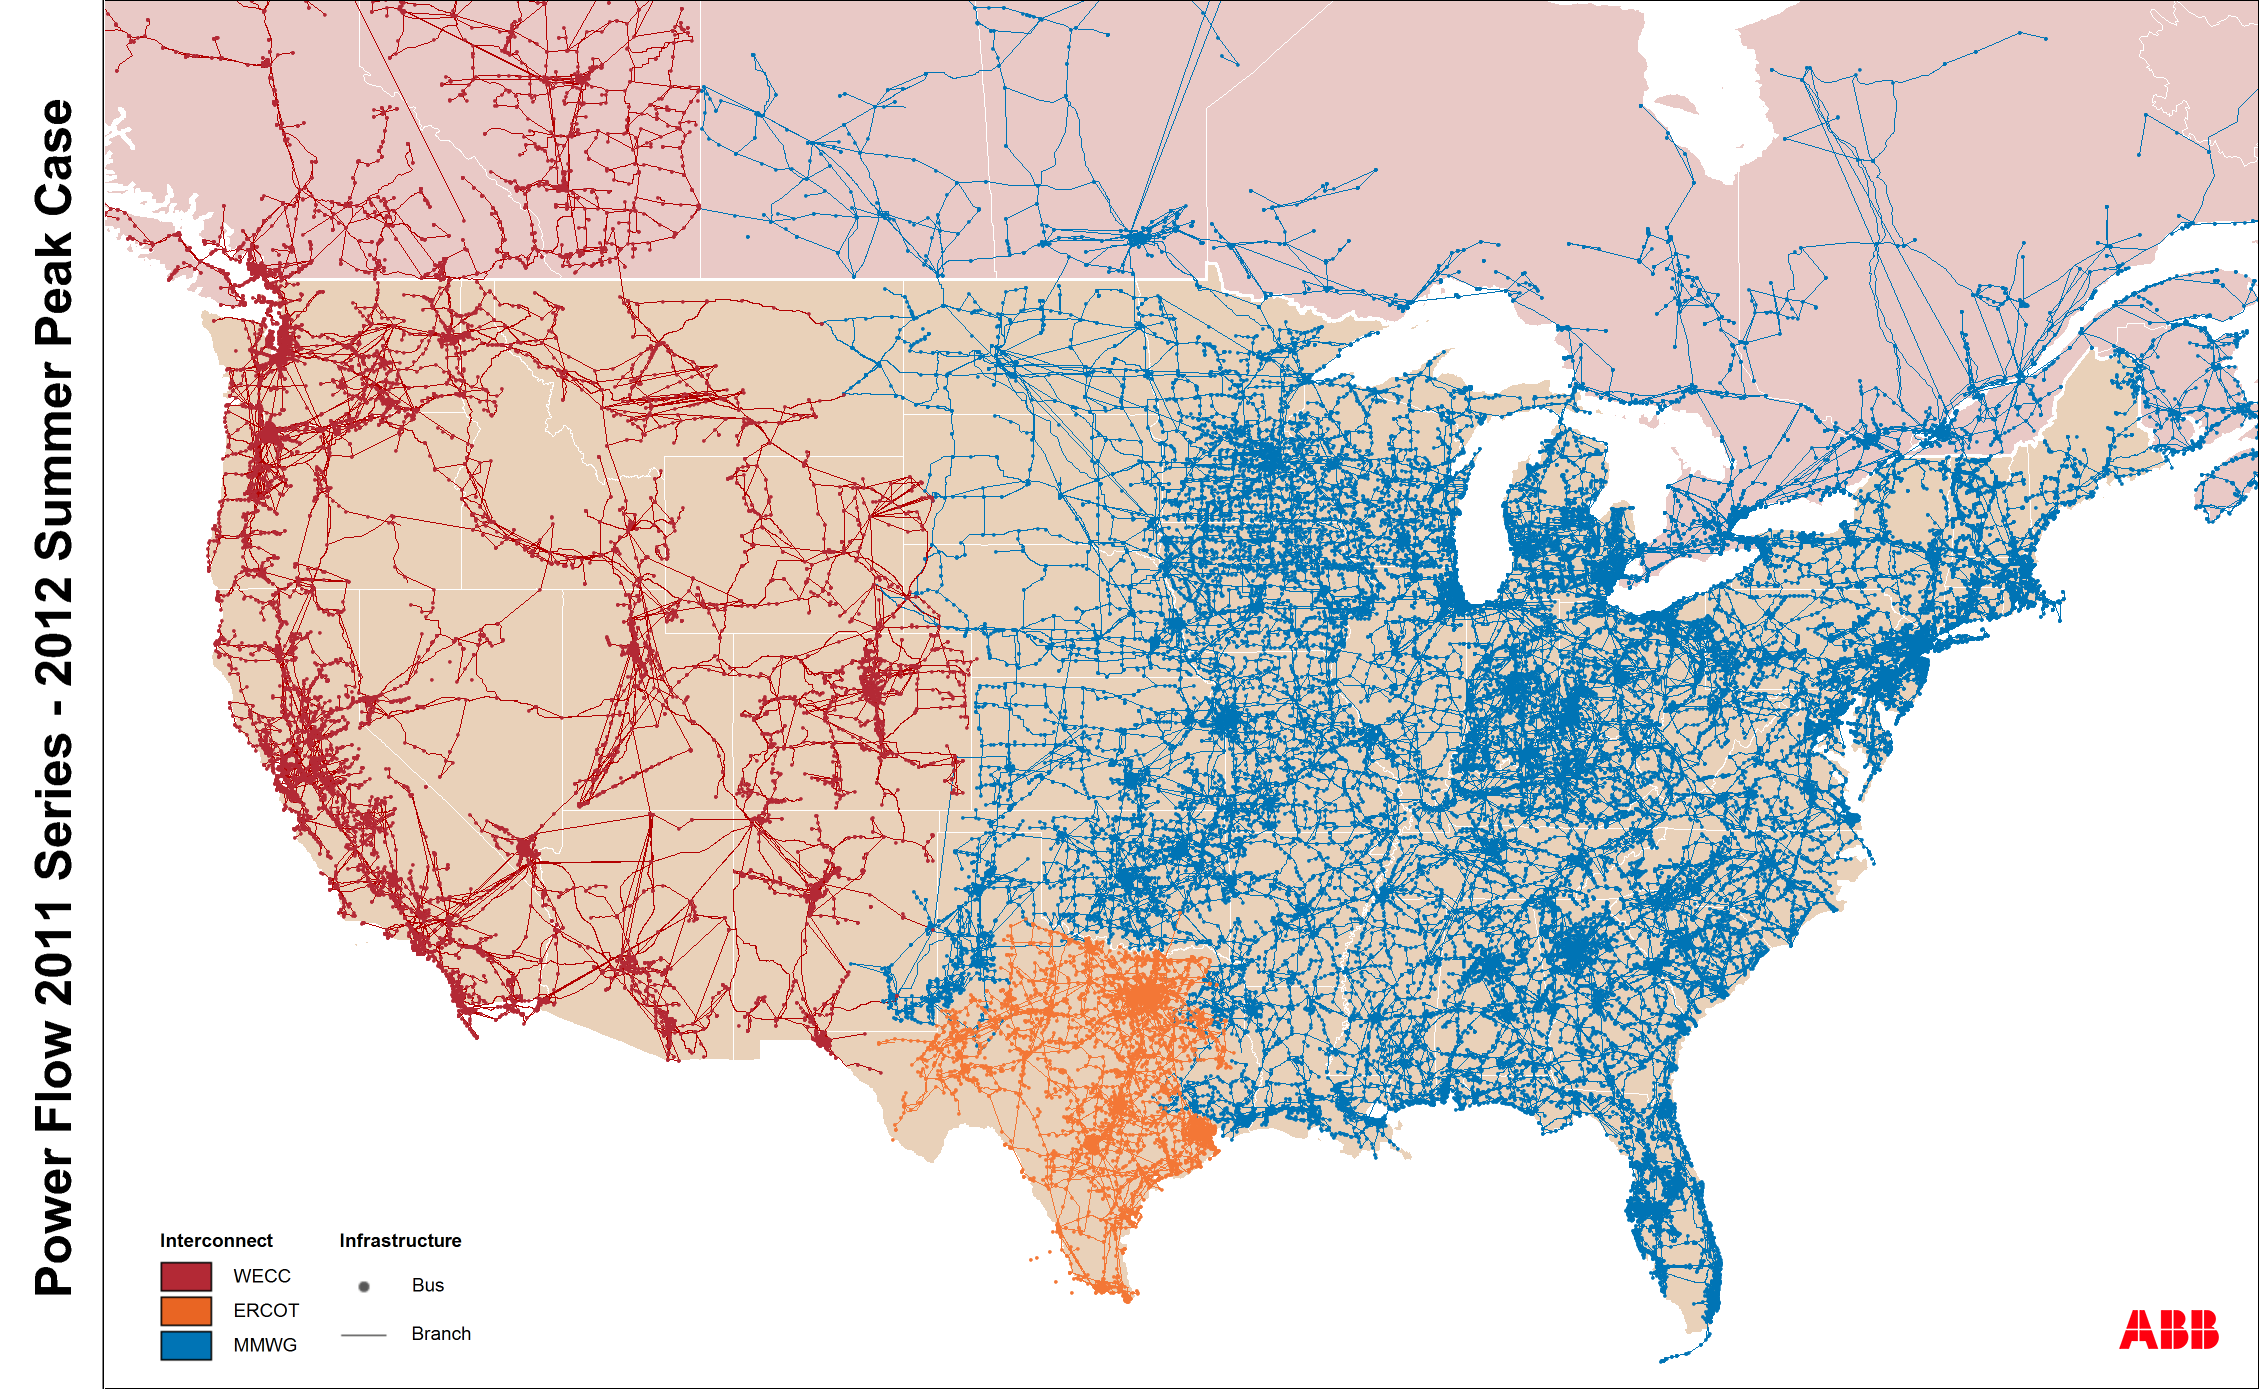 Power Flow 2011 Series - 2012 Summer Peak Case
Interconnect
WECC
ERCOT
MMWG
Infrastructure
Bus
Branch
ABB